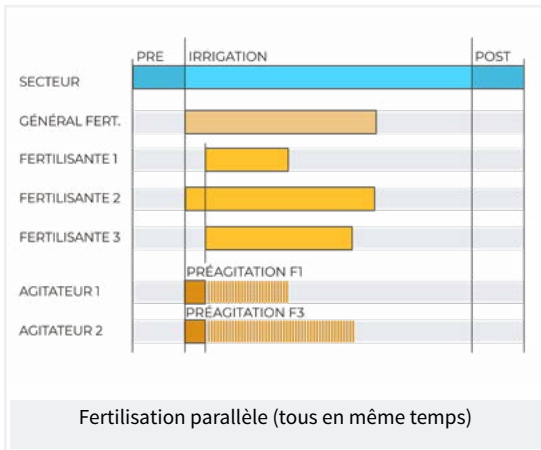 PRE IRRIGATION POST
SECTEUR
GÉNÉRAL FERT.
FERTILISANTE 1
FERTILISANTE 2
FERTILISANTE 3
PRÉAGITATION F1
AGITATEUR 1
PRÉAGITATION F3
AGITATEUR 2
Fertilisation parallèle (tous en même temps)